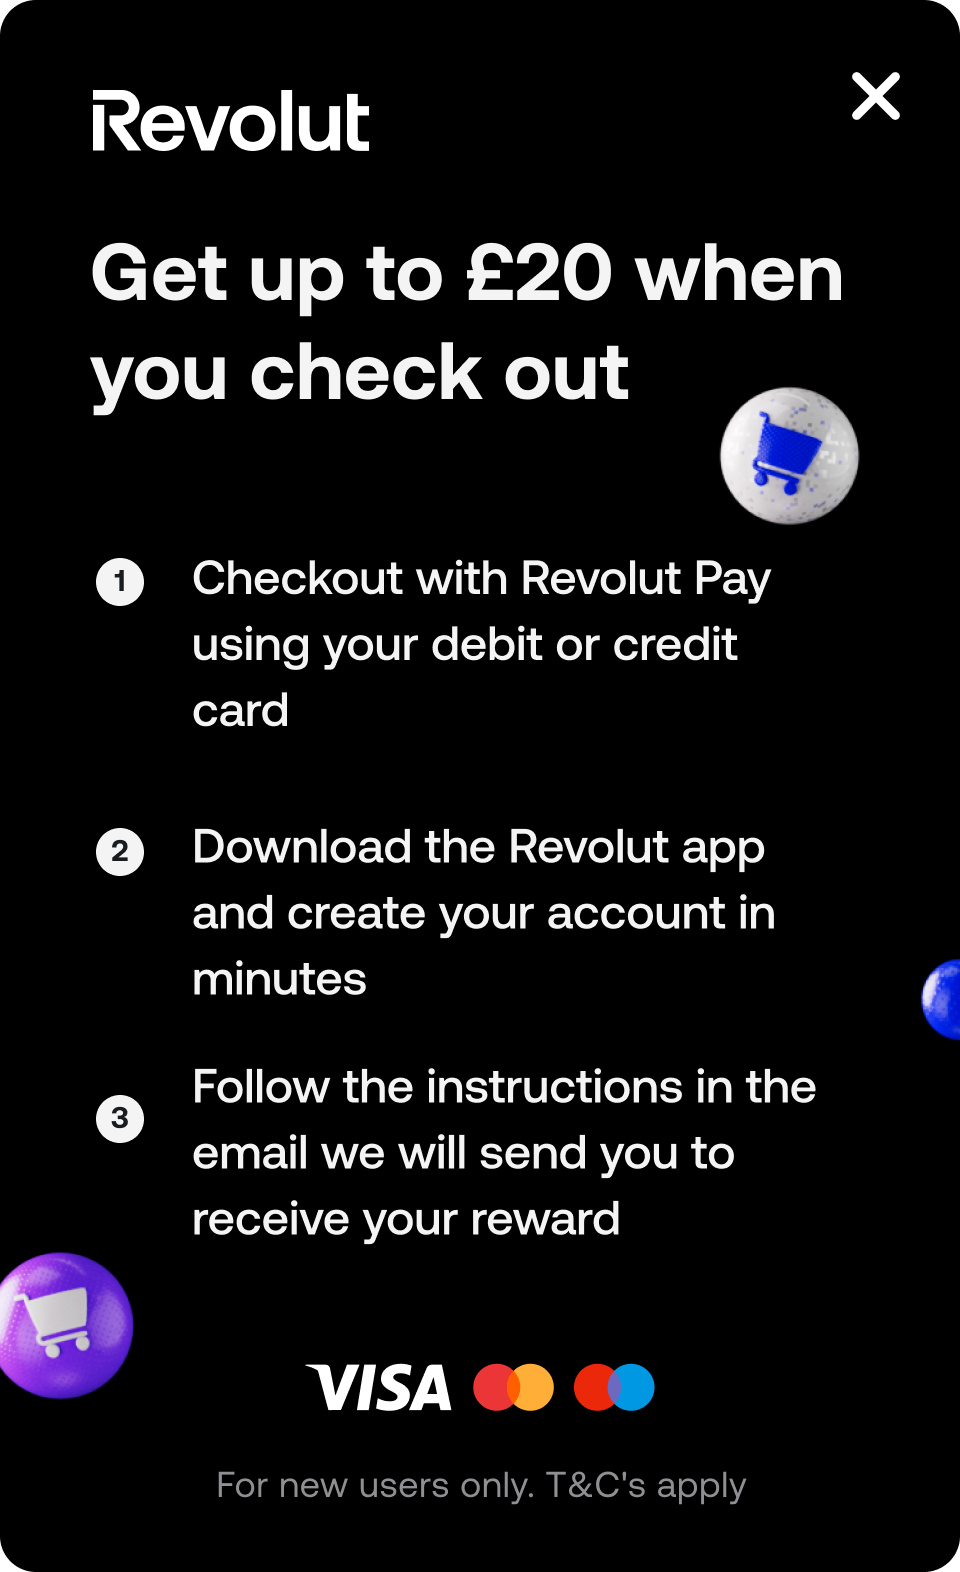 Revolut
Get up to £20 when
you check out
1
Checkout with Revolut Pay
using your debit or credit
card
2
Download the Revolut app
and create your account in
minutes
3
Follow the instructions in the
email we will send you to
receive your reward
VISA
For new users only. T&C's apply